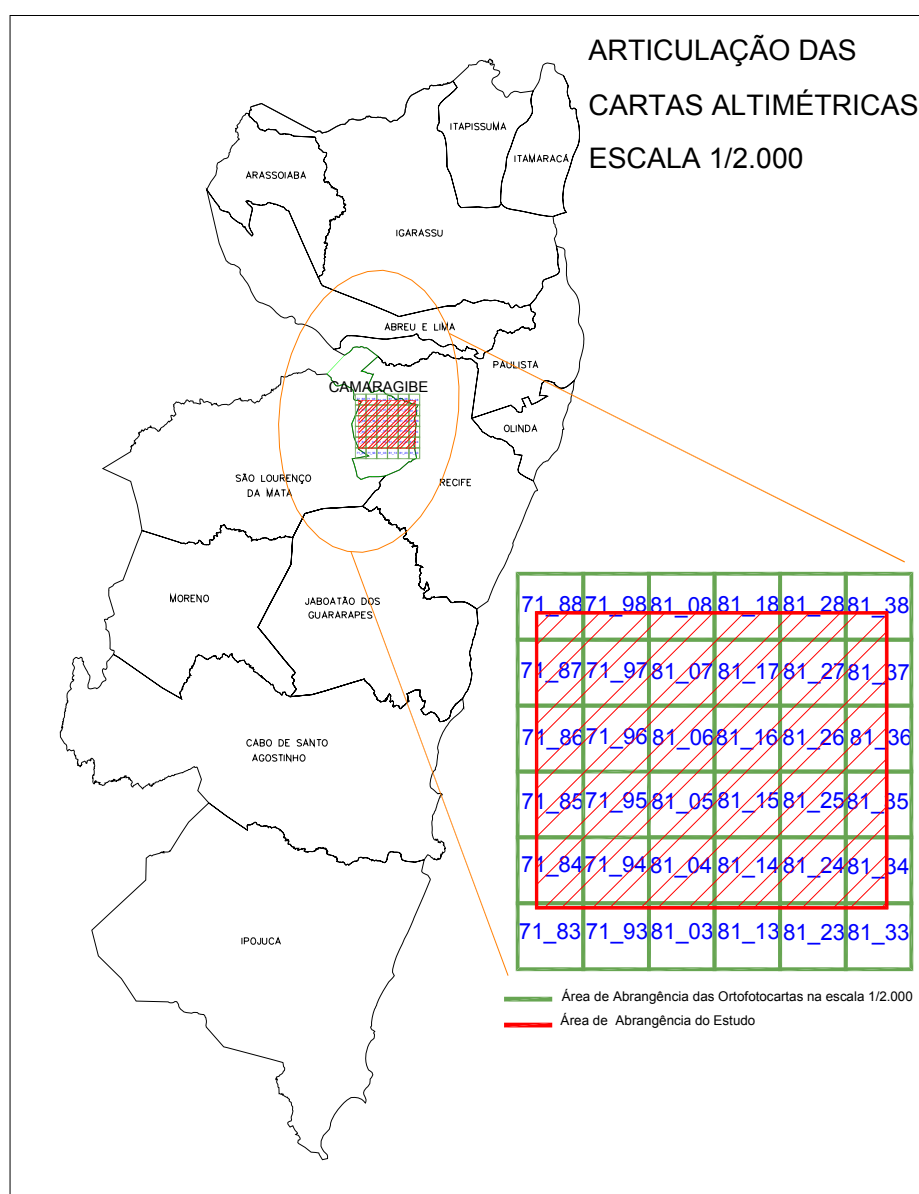 ARTICULAÇÃO DAS
CARTAS ALTIMÉTRICAS
ESCALA 1/2.000
ITAPISSUMA
ITAMARACÁ
ARASSOIABA
IGARASSU
ABREU E LIMA
PAULISTA
CAMARAGIBE
OLINDA
SÃO LOURENÇO
DA MATA
RECIFE
MORENO
JABOATÃO DOS
GUARARAPES
CABO DE SANTO
AGOSTINHO
IPOJUCA
71_88 71_98 81_08 81_18 81_28 81_38
71_87 71_97 81_07 81_17 81_27 81_37
71_86 71_96 81_06 81_16 81_26 81_36
71_85 71_95 81_05 81_15 81_25 81_35
71_84 71_94 81_04 81_14 81_24 81_34
71_83 71_93 81_03 81_13 81_23 81_33
Área de Abrangência das Ortofotocartas na escala 1/2.000
Área de Abrangência do Estudo